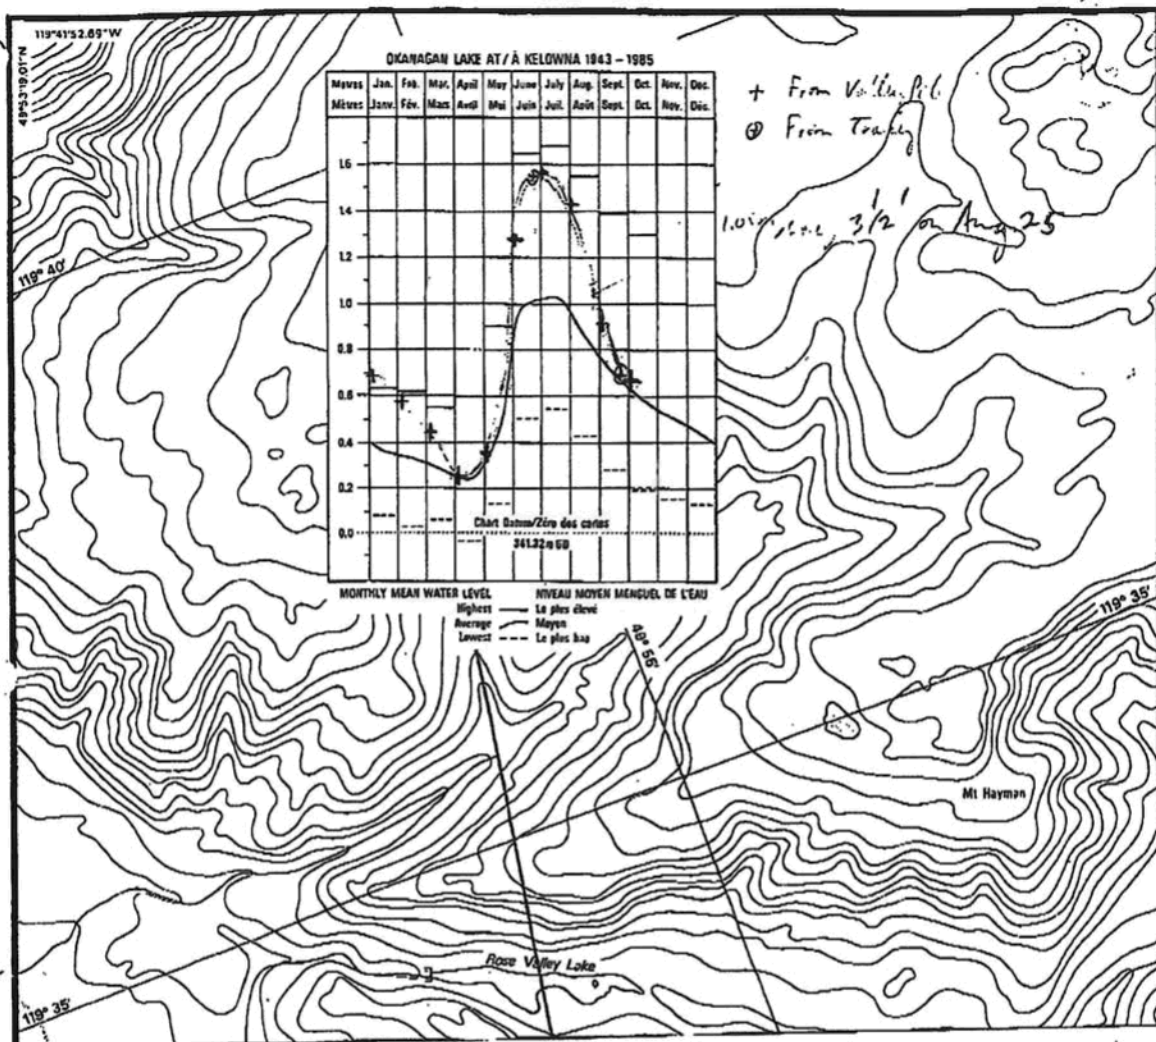 119°41'52.69"W
49°53'19.01"N
OKANAGAN LAKE AT/À KELOWNA 1943 – 1985
Metres Jan. Feb. Mar. April May June July Aug. Sept. Oct. Nov. Dec.
Mètres Janv. Fév. Mars Avril Mai Juin Juil. Août Sept. Oct. Nov. Déc.
+ From
⊕ From
3 1/2' on Aug 25
1.6
1.4
1.2
1.0
0.8
0.6
0.4
0.2
0.0
Chart Datum/Zéro des cartes
341.32m GD
MONTHLY MEAN WATER LEVEL NIVEAU MOYEN MENSUEL DE L'EAU
Highest Le plus élevé
Average Moyen
Lowest Le plus bas
119° 40'
49° 55'
119° 35'
Mt Hayman
Rose Valley Lake
119° 35'